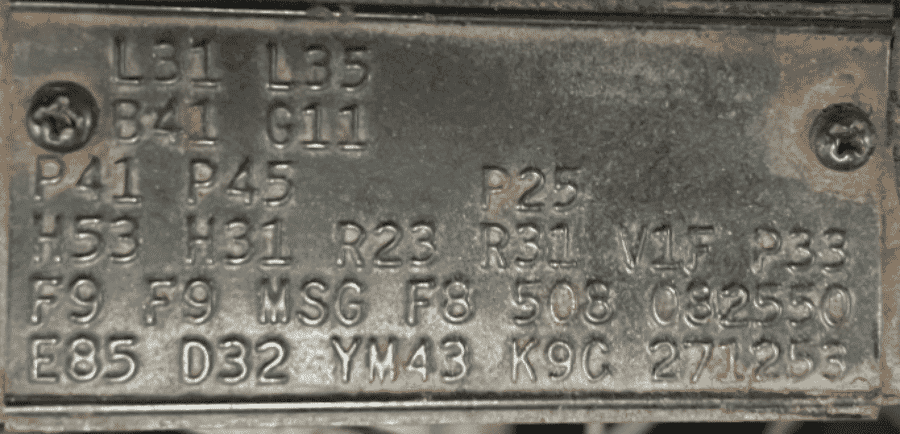 L31 L35
B41 G11
P41 P45 P25
H53 H31 R23 R31 V1F P33
F9 F9 MSG F8 508 082550
E85 D32 YM43 K9G 271253